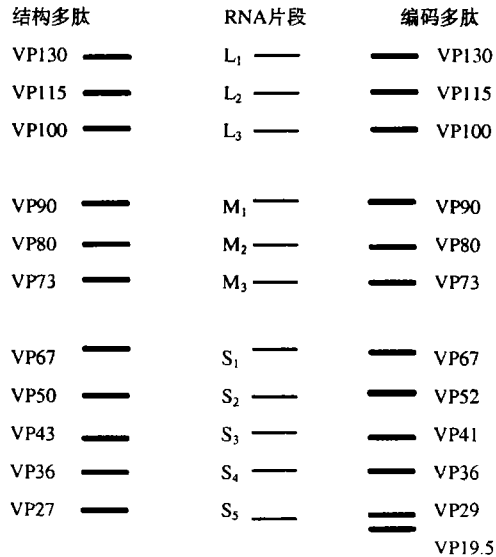 结构多肽 RNA片段 编码多肽
VP130 L₁ VP130
VP115 L₂ VP115
VP100 L₃ VP100
VP90 M₁ VP90
VP80 M₂ VP80
VP73 M₃ VP73
VP67 S₁ VP67
VP50 S₂ VP52
VP43 S₃ VP41
VP36 S₄ VP36
VP27 S₅ VP29
VP19.5